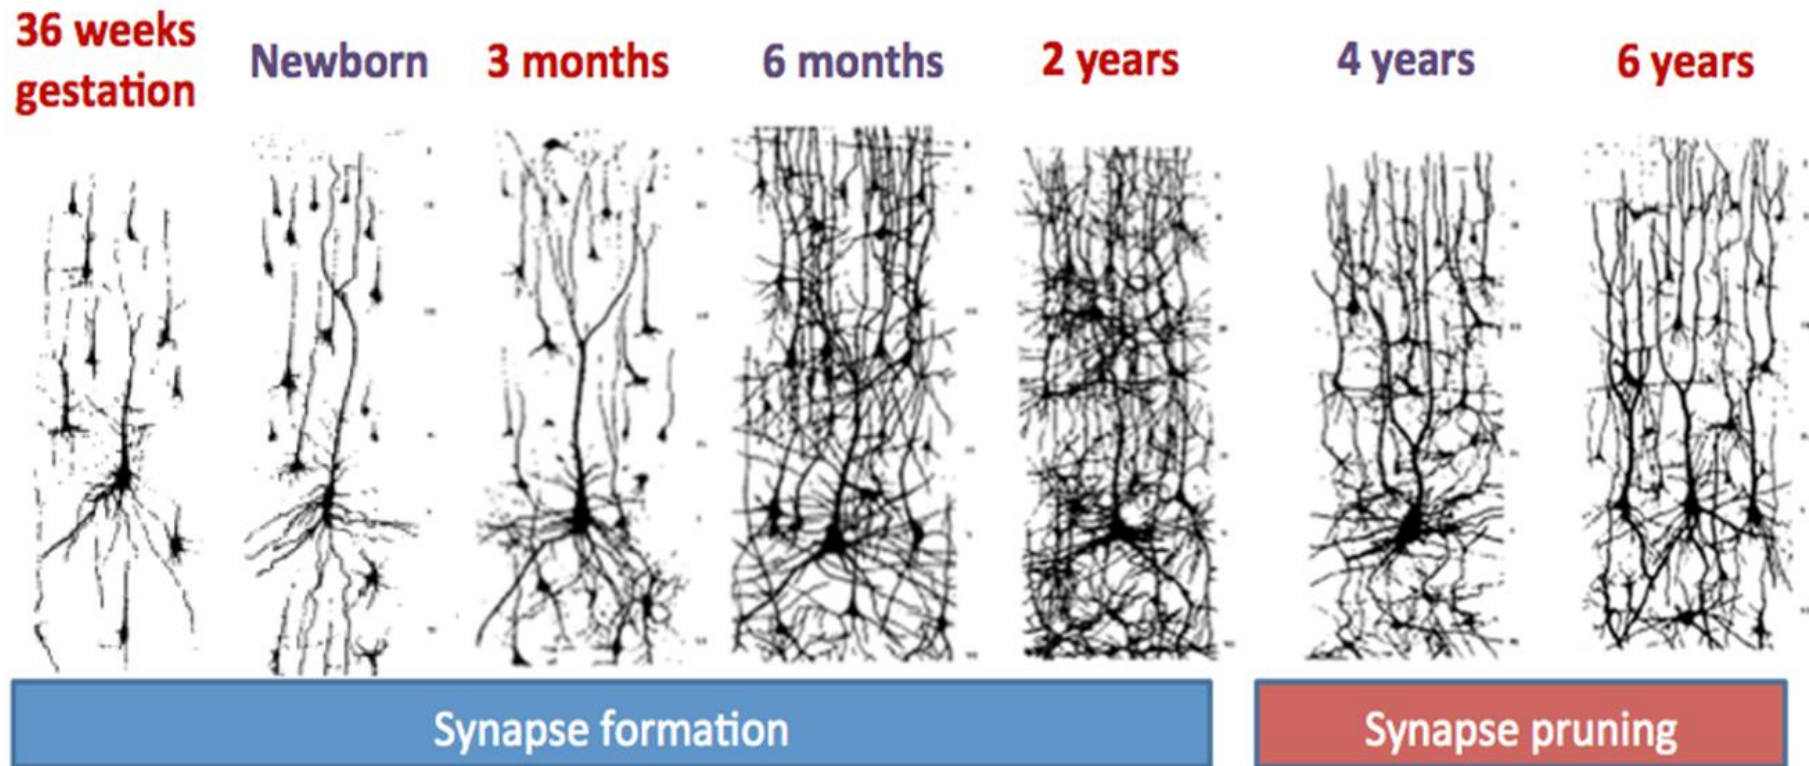 36 weeks
gestation
Newborn
3 months
6 months
2 years
4 years
6 years
Synapse formation
Synapse pruning